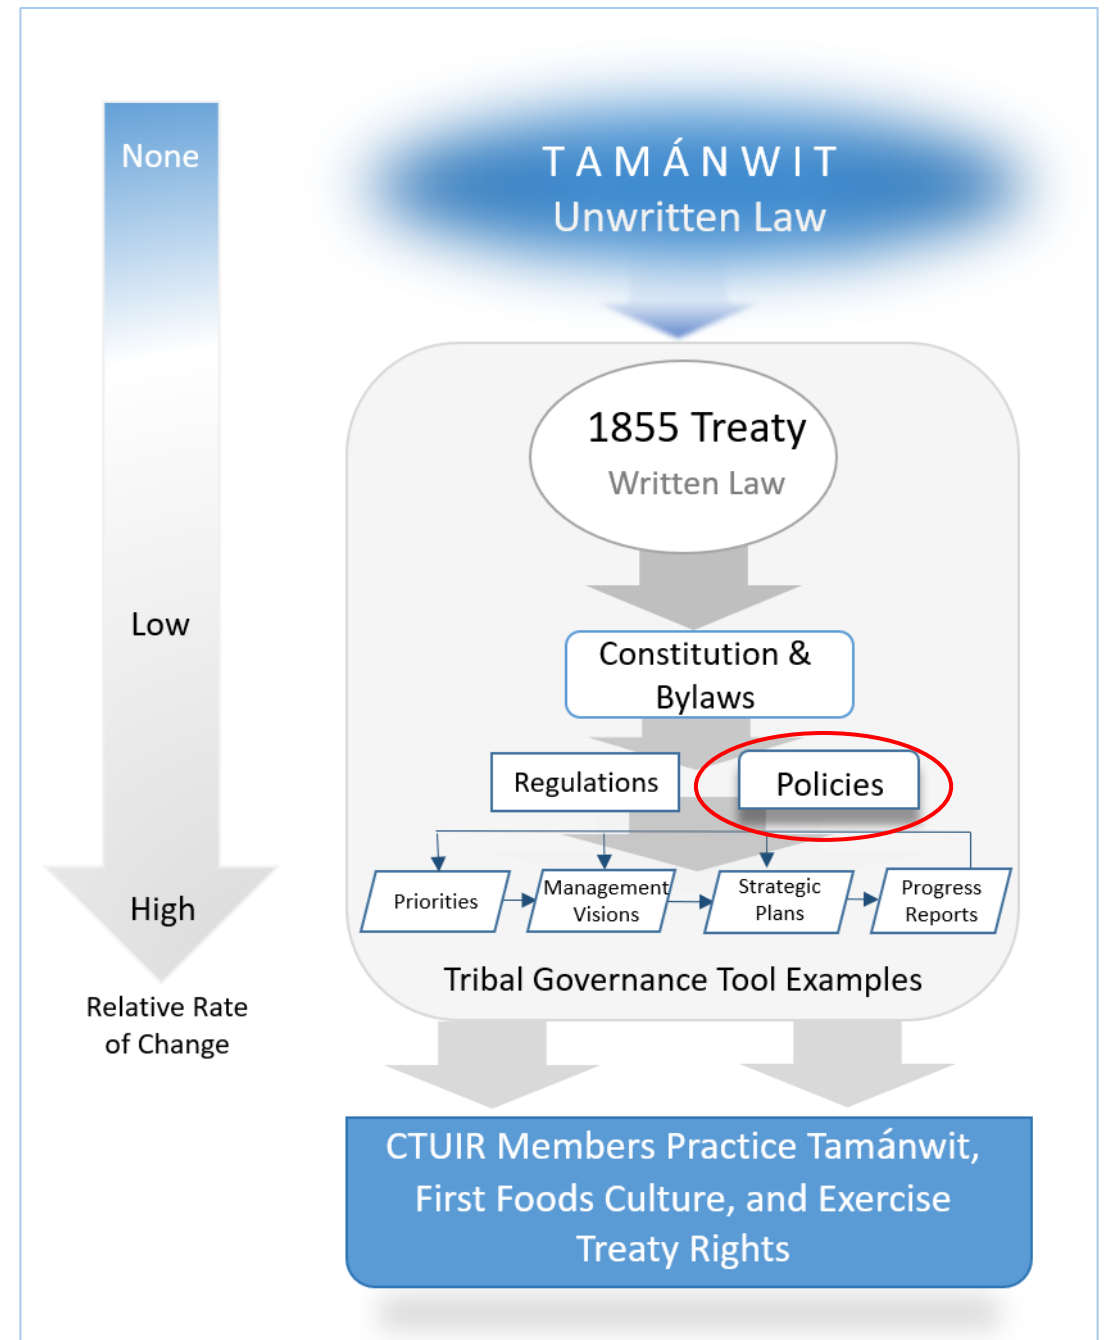 None
T A M Á N W I T
Unwritten Law
1855 Treaty
Written Law
Low
Constitution &
Bylaws
Regulations
Policies
High
Priorities
Management
Visions
Strategic
Plans
Progress
Reports
Tribal Governance Tool Examples
Relative Rate
of Change
CTUIR Members Practice Tamánwit,
First Foods Culture, and Exercise
Treaty Rights